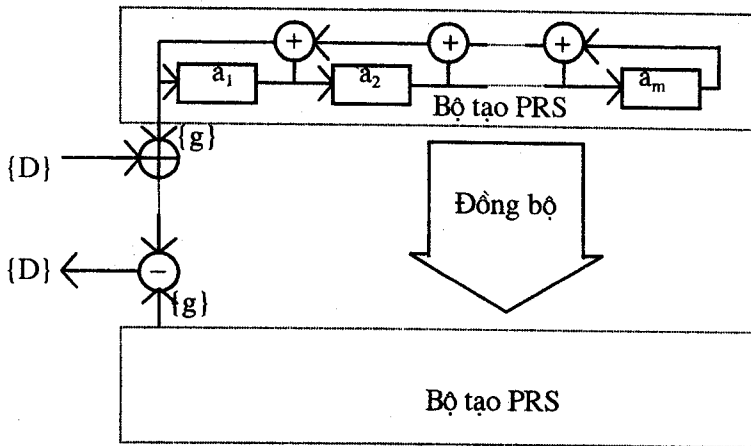 + + +
a₁ a₂ aₘ
Bộ tạo PRS
{g}
{D}
Đồng bộ
{D} −
{g}
Bộ tạo PRS